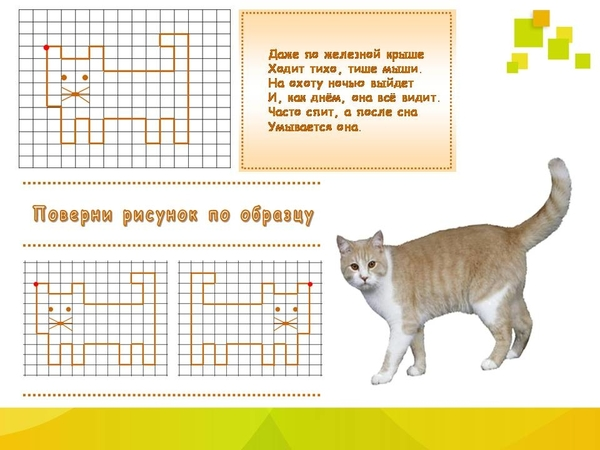 Даже по железной крыше
Ходит тихо, тише мыши.
На охоту ночью выйдет
И, как днём, она всё видит.
Часто спит, а после сна
Умывается она.
Поверни рисунок по образцу